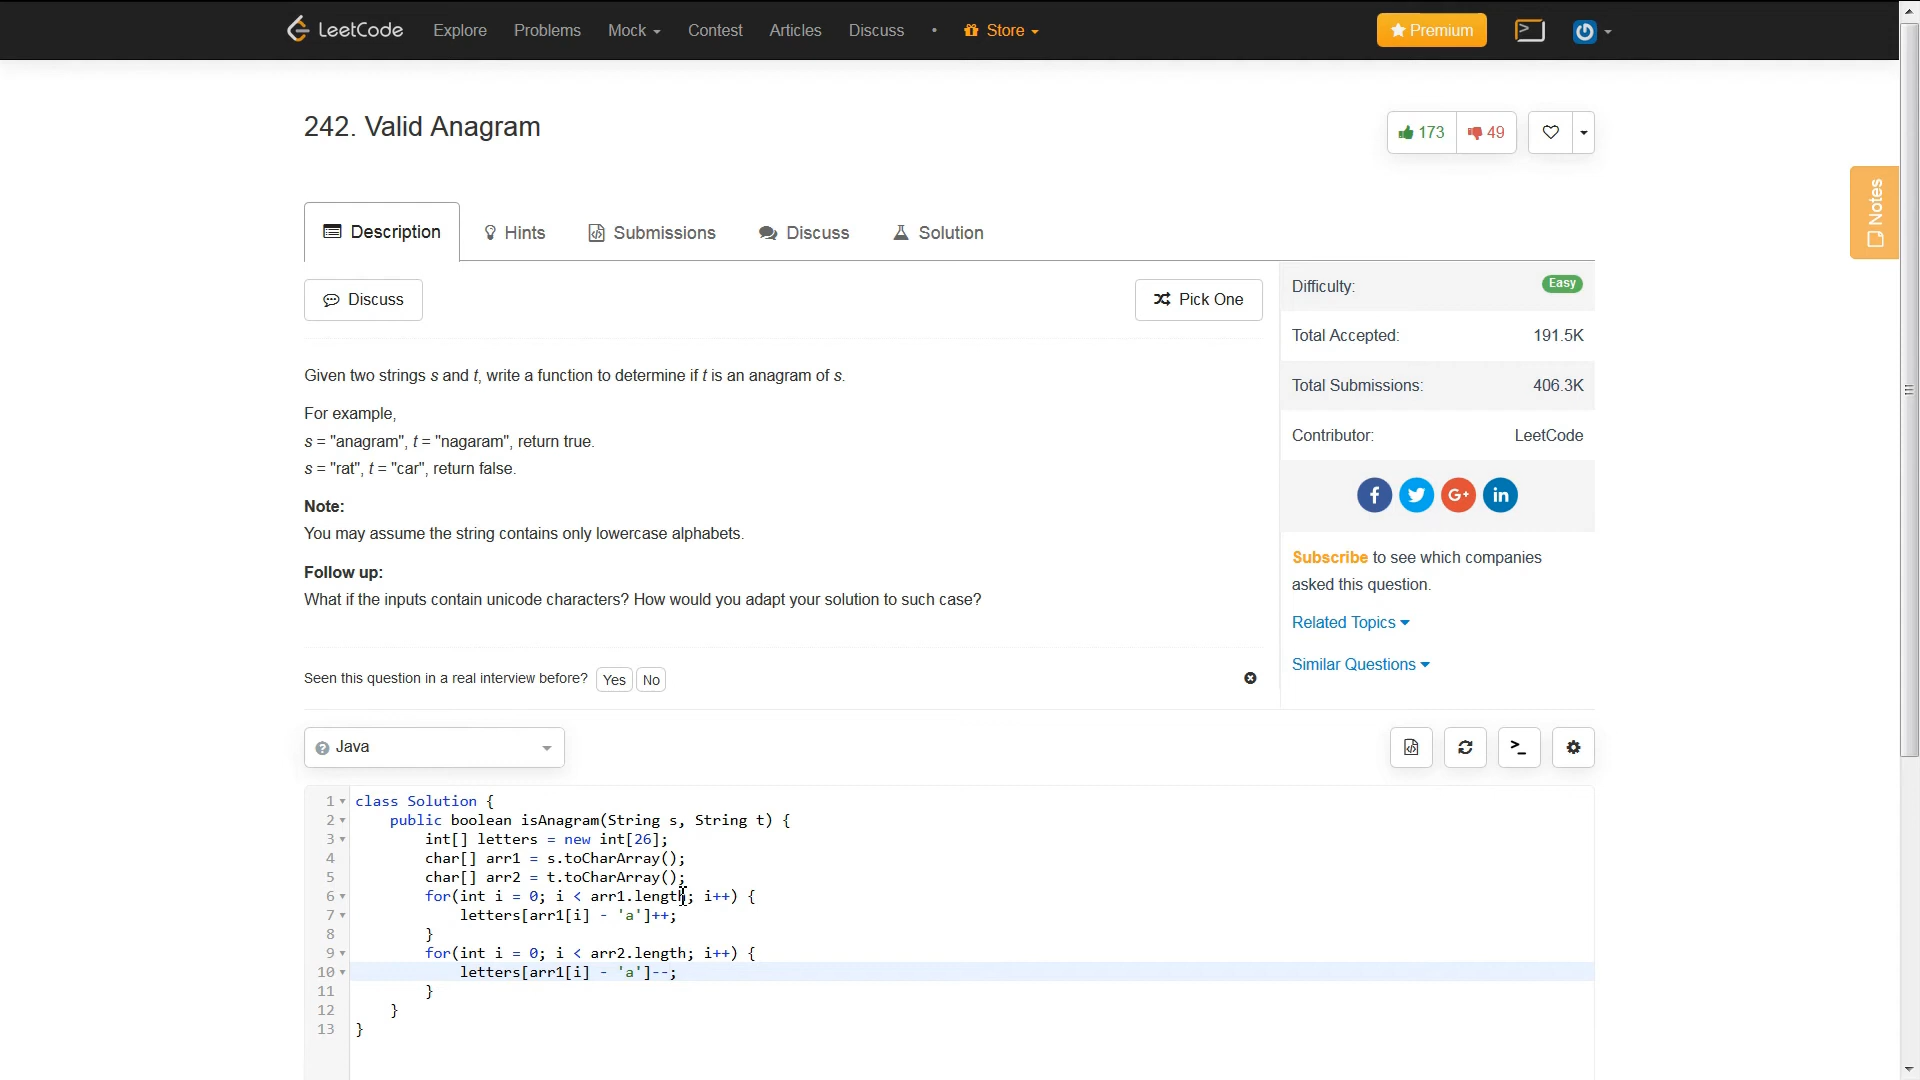 LeetCode Explore Problems Mock Contest Articles Discuss • Store Premium
242. Valid Anagram
173 49
Notes
Description Hints Submissions Discuss Solution
Discuss Pick One
Difficulty: Easy
Total Accepted: 191.5K
Total Submissions: 406.3K
Contributor: LeetCode
Given two strings s and t, write a function to determine if t is an anagram of s.
For example,
s = "anagram", t = "nagaram", return true.
s = "rat", t = "car", return false.
Note:
You may assume the string contains only lowercase alphabets.
Follow up:
What if the inputs contain unicode characters? How would you adapt your solution to such case?
f G+ in
Subscribe to see which companies
asked this question.
Related Topics
Similar Questions
Seen this question in a real interview before? Yes No
? Java
>_
1 class Solution {
2 public boolean isAnagram(String s, String t) {
3 int[] letters = new int[26];
4 char[] arr1 = s.toCharArray();
5 char[] arr2 = t.toCharArray();
6 for(int i = 0; i < arr1.length; i++) {
7 letters[arr1[i] - 'a']++;
8 }
9 for(int i = 0; i < arr2.length; i++) {
10 letters[arr1[i] - 'a']--;
11 }
12 }
13 }